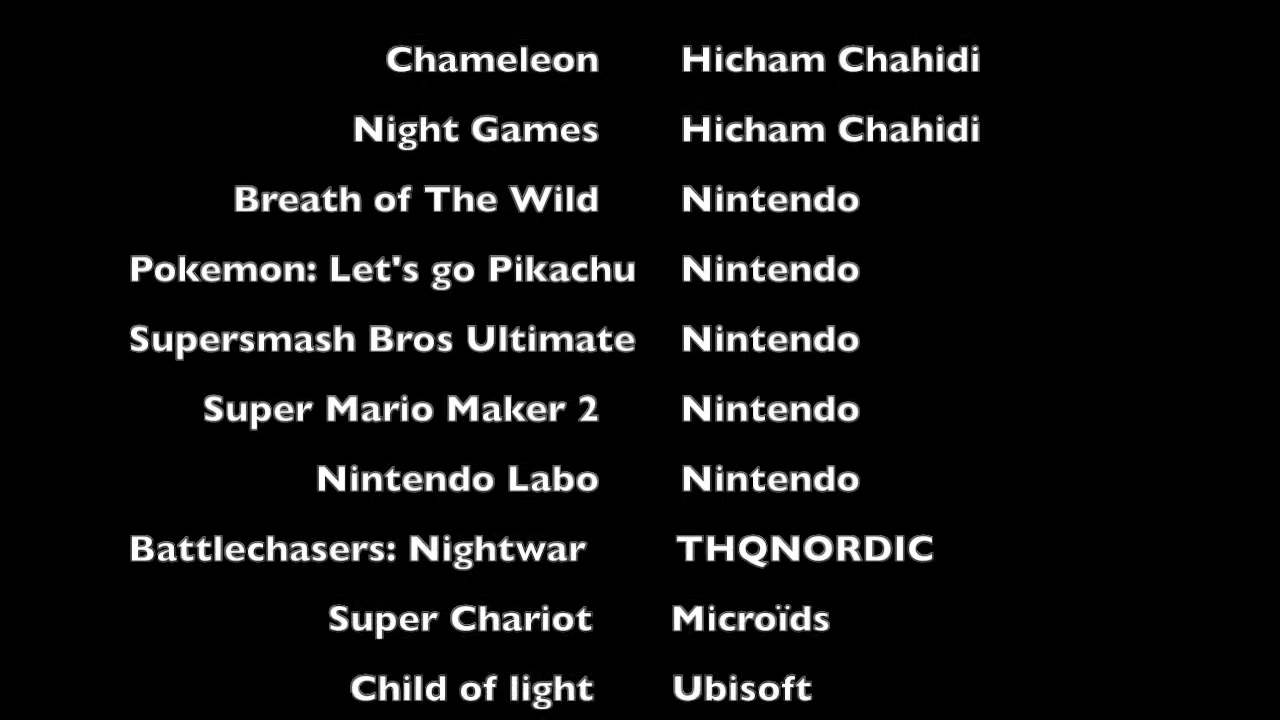 Chameleon Hicham Chahidi
Night Games Hicham Chahidi
Breath of The Wild Nintendo
Pokemon: Let's go Pikachu Nintendo
Supersmash Bros Ultimate Nintendo
Super Mario Maker 2 Nintendo
Nintendo Labo Nintendo
Battlechasers: Nightwar THQNORDIC
Super Chariot Microïds
Child of light Ubisoft